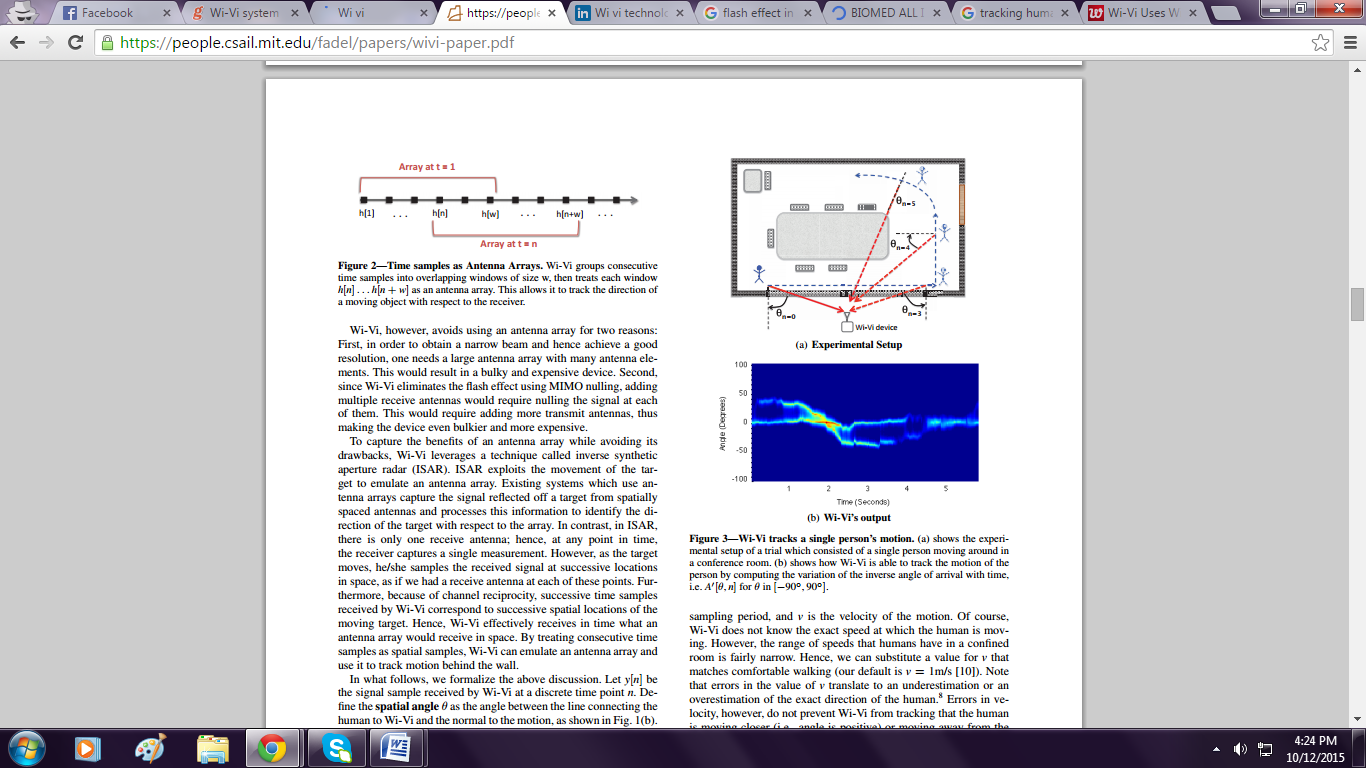 Facebook
Wi-Vi system
Wi vi
https://people
Wi vi technol
flash effect in
BIOMED ALL
tracking huma
Wi-Vi Uses W
https://people.csail.mit.edu/fadel/papers/wivi-paper.pdf
Array at t = 1
h[1] . . . h[n] h[w] . . . h[n+w] . . .
Array at t = n
Figure 2—Time samples as Antenna Arrays. Wi-Vi groups consecutive
time samples into overlapping windows of size w, then treats each window
h[n] . . . h[n + w] as an antenna array. This allows it to track the direction of
a moving object with respect to the receiver.
Wi-Vi, however, avoids using an antenna array for two reasons:
First, in order to obtain a narrow beam and hence achieve a good
resolution, one needs a large antenna array with many antenna ele-
ments. This would result in a bulky and expensive device. Second,
since Wi-Vi eliminates the flash effect using MIMO nulling, adding
multiple receive antennas would require nulling the signal at each
of them. This would require adding more transmit antennas, thus
making the device even bulkier and more expensive.
To capture the benefits of an antenna array while avoiding its
drawbacks, Wi-Vi leverages a technique called inverse synthetic
aperture radar (ISAR). ISAR exploits the movement of the tar-
get to emulate an antenna array. Existing systems which use an-
tenna arrays capture the signal reflected off a target from spatially
spaced antennas and processes this information to identify the di-
rection of the target with respect to the array. In contrast, in ISAR,
there is only one receive antenna; hence, at any point in time,
the receiver captures a single measurement. However, as the target
moves, he/she samples the received signal at successive locations
in space, as if we had a receive antenna at each of these points. Fur-
thermore, because of channel reciprocity, successive time samples
received by Wi-Vi correspond to successive spatial locations of the
moving target. Hence, Wi-Vi effectively receives in time what an
antenna array would receive in space. By treating consecutive time
samples as spatial samples, Wi-Vi can emulate an antenna array and
use it to track motion behind the wall.
In what follows, we formalize the above discussion. Let y[n] be
the signal sample received by Wi-Vi at a discrete time point n. De-
fine the spatial angle θ as the angle between the line connecting the
human to Wi-Vi and the normal to the motion, as shown in Fig. 1(b).
θn=5
θn=4
θn=0
θn=3
Wi-Vi device
(a) Experimental Setup
100
50
0
-50
-100
Angle (Degrees)
1 2 3 4 5
Time (Seconds)
(b) Wi-Vi's output
Figure 3—Wi-Vi tracks a single person's motion. (a) shows the experi-
mental setup of a trial which consisted of a single person moving around in
a conference room. (b) shows how Wi-Vi is able to track the motion of the
person by computing the variation of the inverse angle of arrival with time,
i.e. A′[θ, n] for θ in [−90°, 90°].
sampling period, and v is the velocity of the motion. Of course,
Wi-Vi does not know the exact speed at which the human is mov-
ing. However, the range of speeds that humans have in a confined
room is fairly narrow. Hence, we can substitute a value for v that
matches comfortable walking (our default is v = 1m/s [10]). Note
that errors in the value of v translate to an underestimation or an
overestimation of the exact direction of the human.⁸ Errors in ve-
locity, however, do not prevent Wi-Vi from tracking that the human
is moving closer (i.e., angle is positive) or moving away from the
4:24 PM
10/12/2015